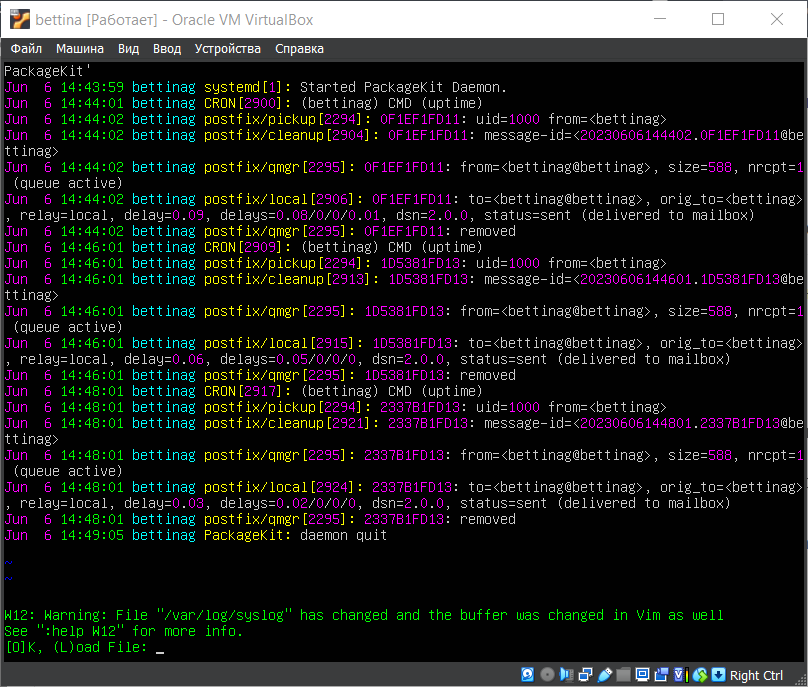 bettina [Работает] - Oracle VM VirtualBox
Файл Машина Вид Ввод Устройства Справка
PackageKit'
Jun  6 14:43:59 bettinag systemd[1]: Started PackageKit Daemon.
Jun  6 14:44:01 bettinag CRON[2900]: (bettinag) CMD (uptime)
Jun  6 14:44:02 bettinag postfix/pickup[2294]: 0F1EF1FD11: uid=1000 from=<bettinag>
Jun  6 14:44:02 bettinag postfix/cleanup[2904]: 0F1EF1FD11: message-id=<20230606144402.0F1EF1FD11@be
ttinag>
Jun  6 14:44:02 bettinag postfix/qmgr[2295]: 0F1EF1FD11: from=<bettinag@bettinag>, size=588, nrcpt=1
 (queue active)
Jun  6 14:44:02 bettinag postfix/local[2906]: 0F1EF1FD11: to=<bettinag@bettinag>, orig_to=<bettinag>
, relay=local, delay=0.09, delays=0.08/0/0/0.01, dsn=2.0.0, status=sent (delivered to mailbox)
Jun  6 14:44:02 bettinag postfix/qmgr[2295]: 0F1EF1FD11: removed
Jun  6 14:46:01 bettinag CRON[2909]: (bettinag) CMD (uptime)
Jun  6 14:46:01 bettinag postfix/pickup[2294]: 1D5381FD13: uid=1000 from=<bettinag>
Jun  6 14:46:01 bettinag postfix/cleanup[2913]: 1D5381FD13: message-id=<20230606144601.1D5381FD13@be
ttinag>
Jun  6 14:46:01 bettinag postfix/qmgr[2295]: 1D5381FD13: from=<bettinag@bettinag>, size=588, nrcpt=1
 (queue active)
Jun  6 14:46:01 bettinag postfix/local[2915]: 1D5381FD13: to=<bettinag@bettinag>, orig_to=<bettinag>
, relay=local, delay=0.06, delays=0.05/0/0/0, dsn=2.0.0, status=sent (delivered to mailbox)
Jun  6 14:46:01 bettinag postfix/qmgr[2295]: 1D5381FD13: removed
Jun  6 14:48:01 bettinag CRON[2917]: (bettinag) CMD (uptime)
Jun  6 14:48:01 bettinag postfix/pickup[2294]: 2337B1FD13: uid=1000 from=<bettinag>
Jun  6 14:48:01 bettinag postfix/cleanup[2921]: 2337B1FD13: message-id=<20230606144801.2337B1FD13@be
ttinag>
Jun  6 14:48:01 bettinag postfix/qmgr[2295]: 2337B1FD13: from=<bettinag@bettinag>, size=588, nrcpt=1
 (queue active)
Jun  6 14:48:01 bettinag postfix/local[2924]: 2337B1FD13: to=<bettinag@bettinag>, orig_to=<bettinag>
, relay=local, delay=0.03, delays=0.02/0/0/0, dsn=2.0.0, status=sent (delivered to mailbox)
Jun  6 14:48:01 bettinag postfix/qmgr[2295]: 2337B1FD13: removed
Jun  6 14:49:05 bettinag PackageKit: daemon quit
~
~
W12: Warning: File "/var/log/syslog" has changed and the buffer was changed in Vim as well
See ":help W12" for more info.
[O]K, (L)oad File: _
Right Ctrl